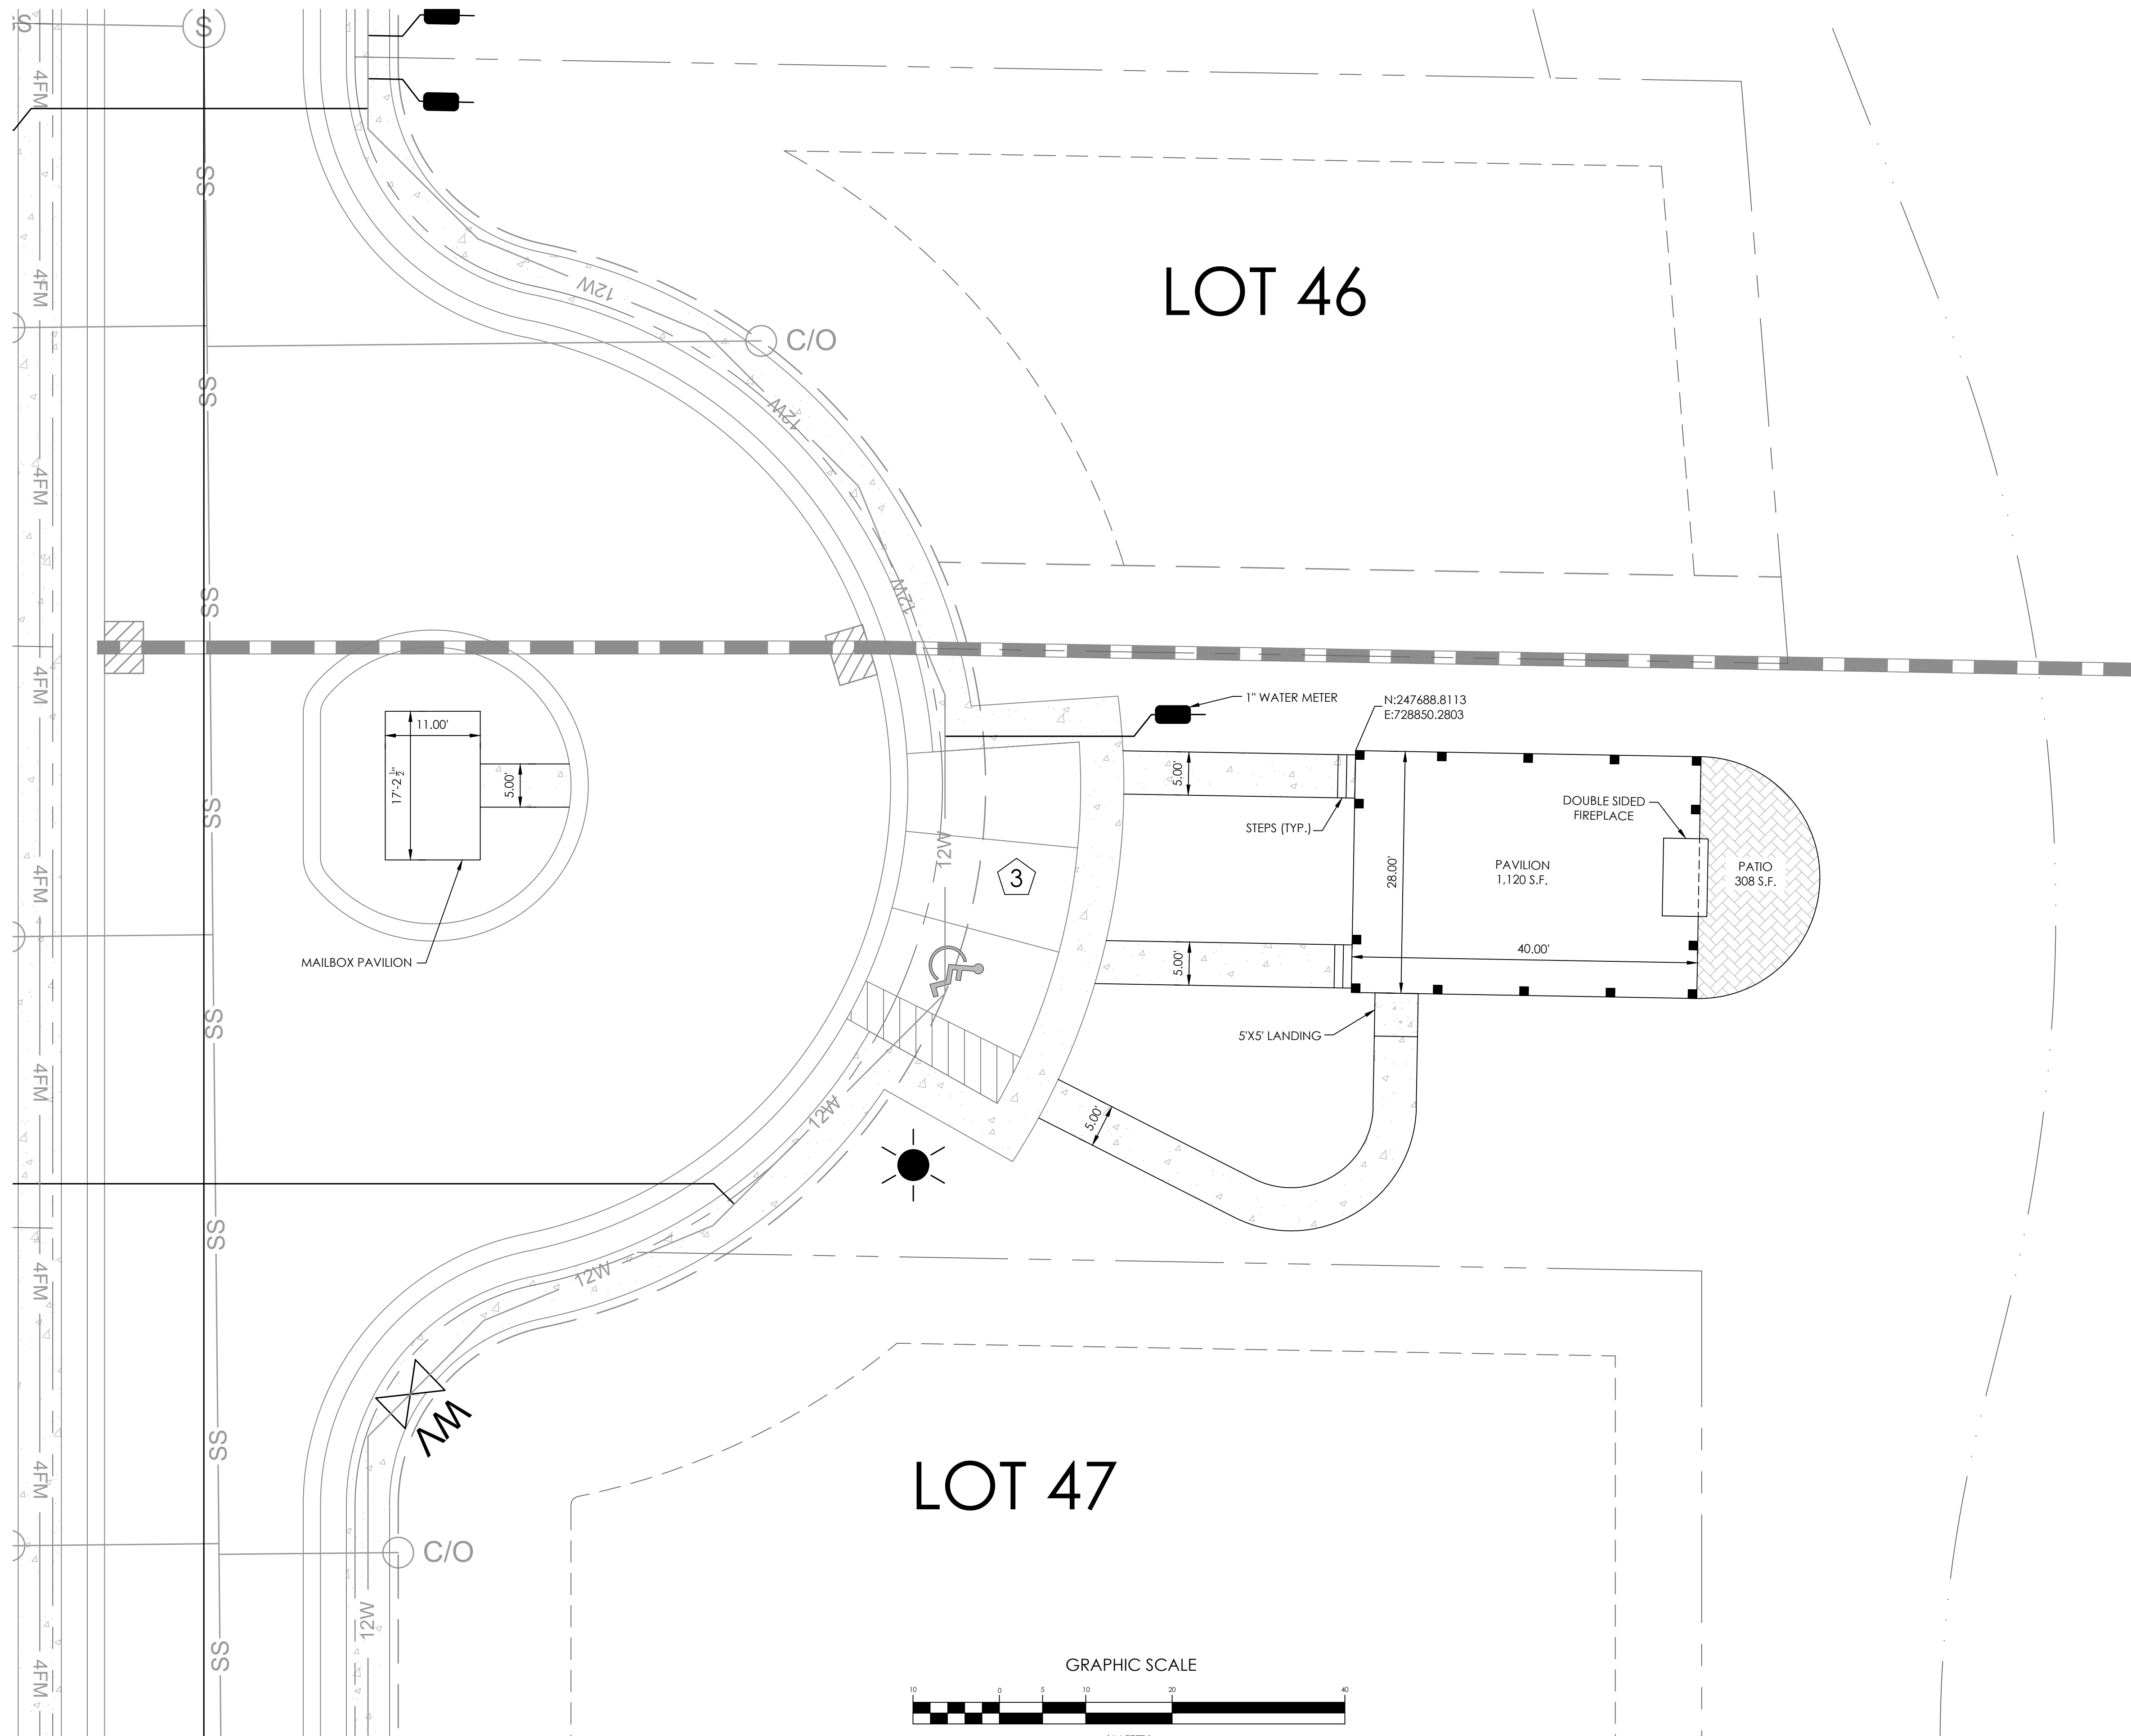 S
S
4FM
SS
12W
C/O
LOT 46
4FM
SS
12W
4FM
SS
12W
4FM
1" WATER METER
N:247688.8113
E:728850.2803
11.00'
17'-2 1/2"
5.00'
5.00'
STEPS (TYP.)
DOUBLE SIDED
FIREPLACE
SS
12W
4FM
3
28.00'
PAVILION
1,120 S.F.
PATIO
308 S.F.
40.00'
MAILBOX PAVILION
5.00'
SS
5'X5' LANDING
4FM
12W
5.00'
SS
4FM
12W
WV
SS
4FM
LOT 47
C/O
12W
SS
4FM
GRAPHIC SCALE
10 0 5 10 20 40